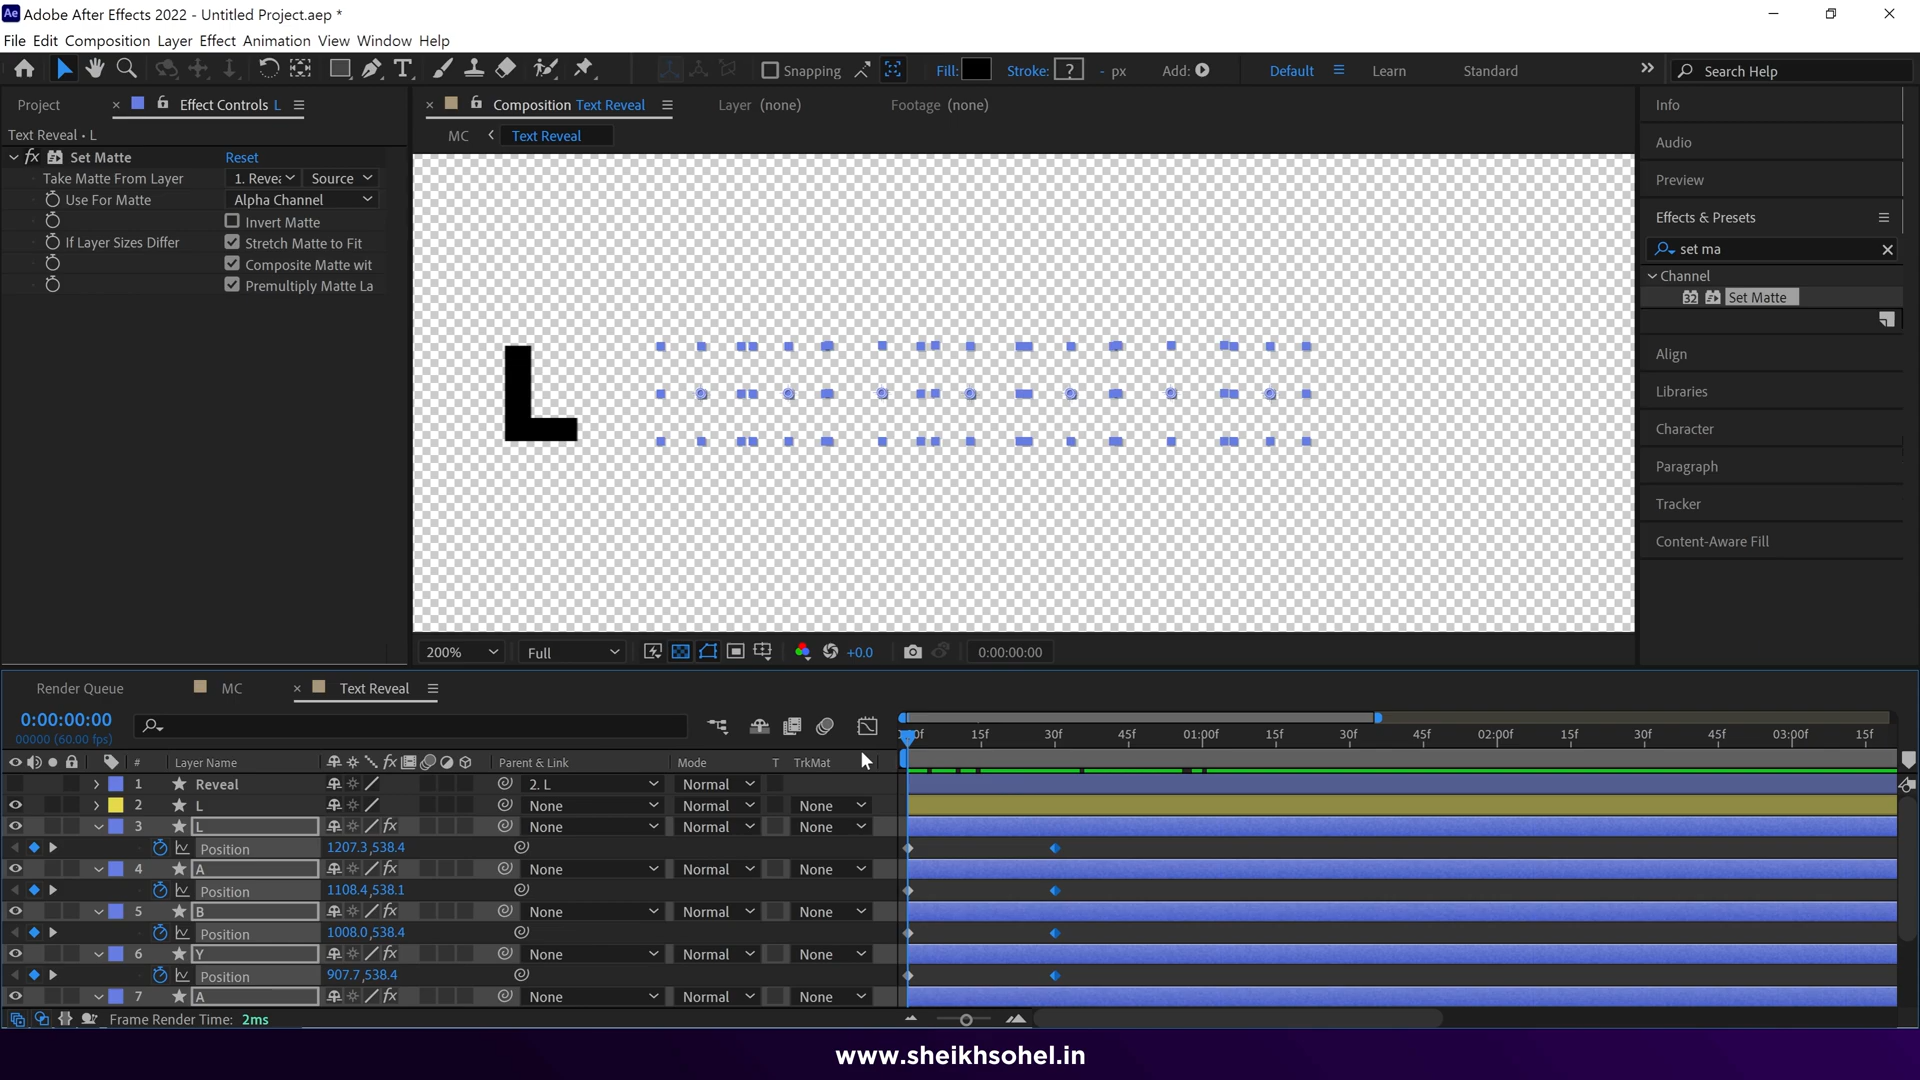 Adobe After Effects 2022 - Untitled Project.aep *
File Edit Composition Layer Effect Animation View Window Help
Snapping Fill: Stroke: ? - px Add: Default Learn Standard Search Help
Project Effect Controls L Composition Text Reveal Layer (none) Footage (none)
Text Reveal • L
MC Text Reveal
fx Set Matte Reset
Take Matte From Layer 1. Revea Source
Use For Matte Alpha Channel
Invert Matte
If Layer Sizes Differ Stretch Matte to Fit
Composite Matte wit
Premultiply Matte La
Info
Audio
Preview
Effects & Presets
set ma
Channel
32 Set Matte
Align
Libraries
Character
Paragraph
Tracker
Content-Aware Fill
L
200% Full +0.0 0:00:00:00
Render Queue MC Text Reveal
0:00:00:00
00000 (60.00 fps)
15f 30f 45f 01:00f 15f 30f 45f 02:00f 15f 30f 45f 03:00f 15f
# Layer Name fx Parent & Link Mode T TrkMat
1 Reveal 2. L Normal
2 L None Normal None
3 L fx None Normal None
Position 1207.3,538.4
4 A fx None Normal None
Position 1108.4,538.1
5 B fx None Normal None
Position 1008.0,538.4
6 Y fx None Normal None
Position 907.7,538.4
7 A fx None Normal None
Frame Render Time: 2ms
www.sheikhsohel.in